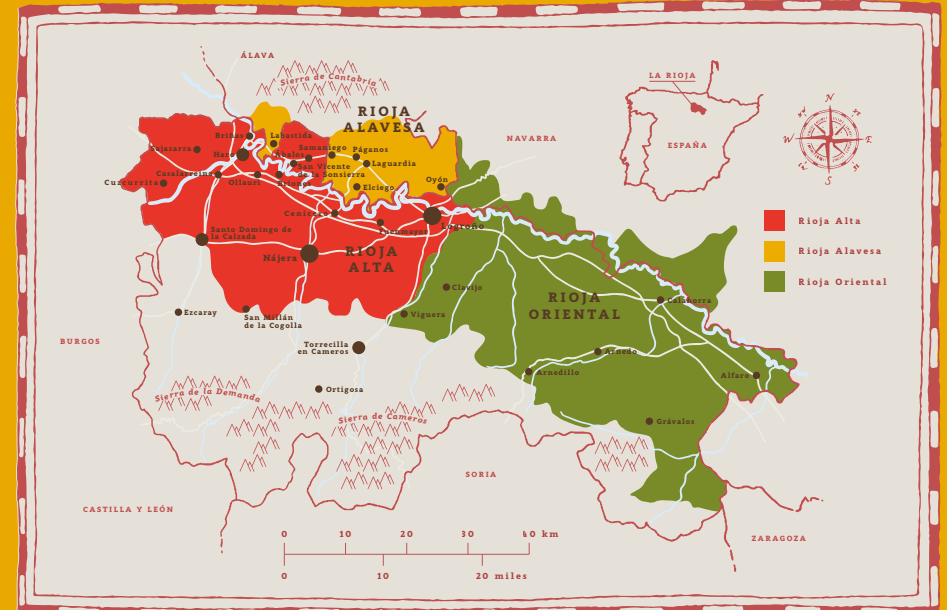 ÁLAVA
Sierra de Cantabria
LA RIOJA
ESPAÑA
N
W
E
S
RIOJA
ALAVESA
NAVARRA
Briñas
Labastida
Sajazarra
Haro
Ábalos
Samaniego
Páganos
Laguardia
San Vicente
de la Sonsierra
Casalarreina
Cuzcurrita
Ollauri
Briones
Elciego
Oyón
Cenicero
Fuenmayor
Logroño
Santo Domingo de
la Calzada
Nájera
RIOJA
ALTA
Rioja Alta
Rioja Alavesa
Rioja Oriental
Clavijo
RIOJA
ORIENTAL
Calahorra
Ezcaray
San Millán
de la Cogolla
Viguera
BURGOS
Torrecilla
en Cameros
Arnedo
Arnedillo
Alfaro
Ortigosa
Sierra de la Demanda
Sierra de Cameros
Grávalos
SORIA
CASTILLA Y LEÓN
ZARAGOZA
0 10 20 30 40 km
0 10 20 miles